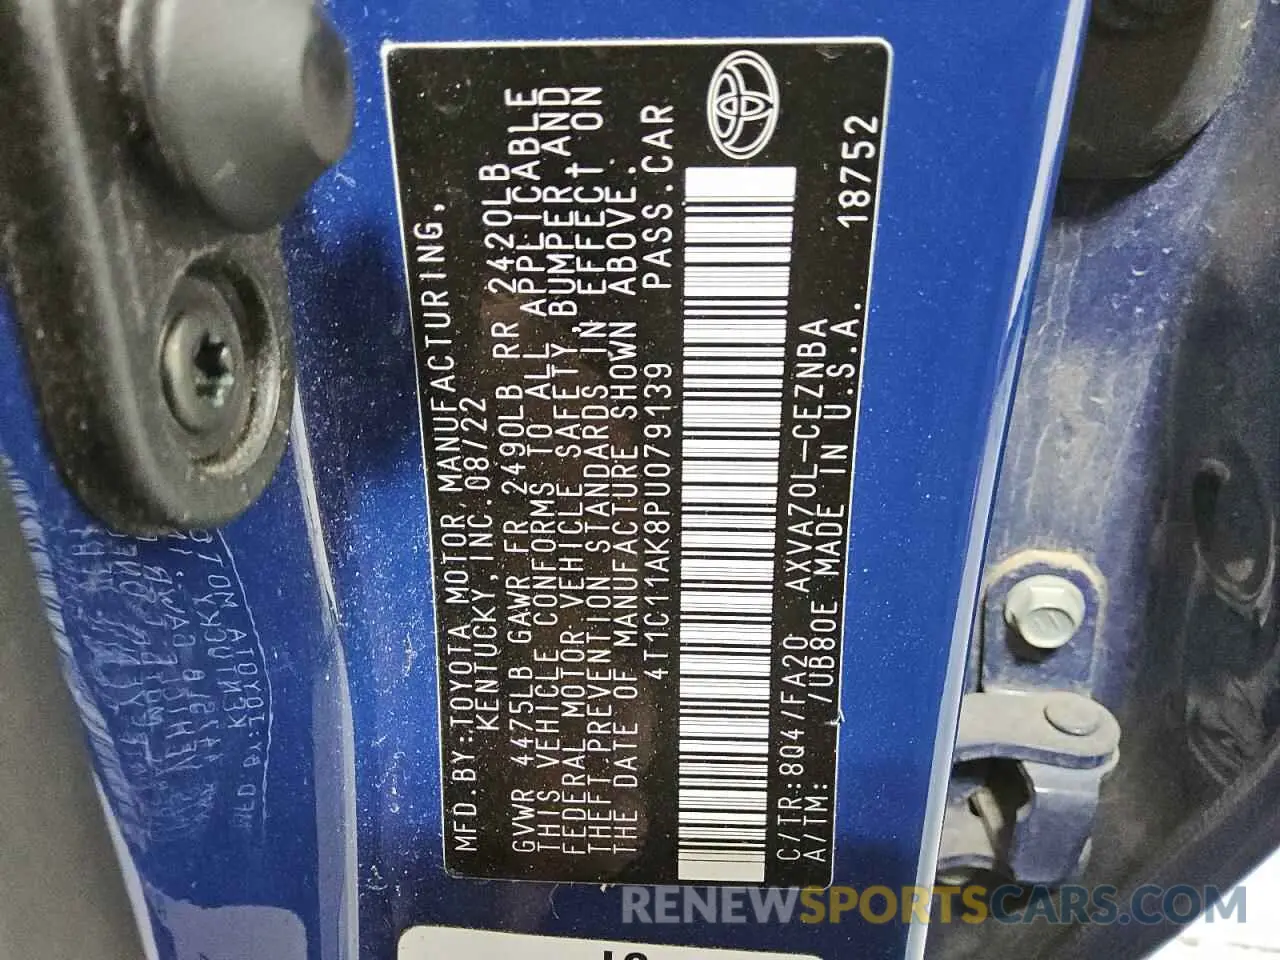 MFD.BY:TOYOTA MOTOR MANUFACTURING,
KENTUCKY,INC.08/22
GVWR 4475LB GAWR FR 2490LB RR 2420LB
THIS VEHICLE CONFORMS TO ALL APPLICABLE
FEDERAL MOTOR VEHICLE SAFETY,BUMPER,AND
THEFT PREVENTION STANDARDS IN EFFECT ON
THE DATE OF MANUFACTURE SHOWN ABOVE.
4T1C11AK8PU079139 PASS.CAR
C/TR:8Q4/FA20 AXVA70L-CEZNBA
A/TM: /UB80E MADE IN U.S.A. 18752
RENEWSPORTSCARS.COM